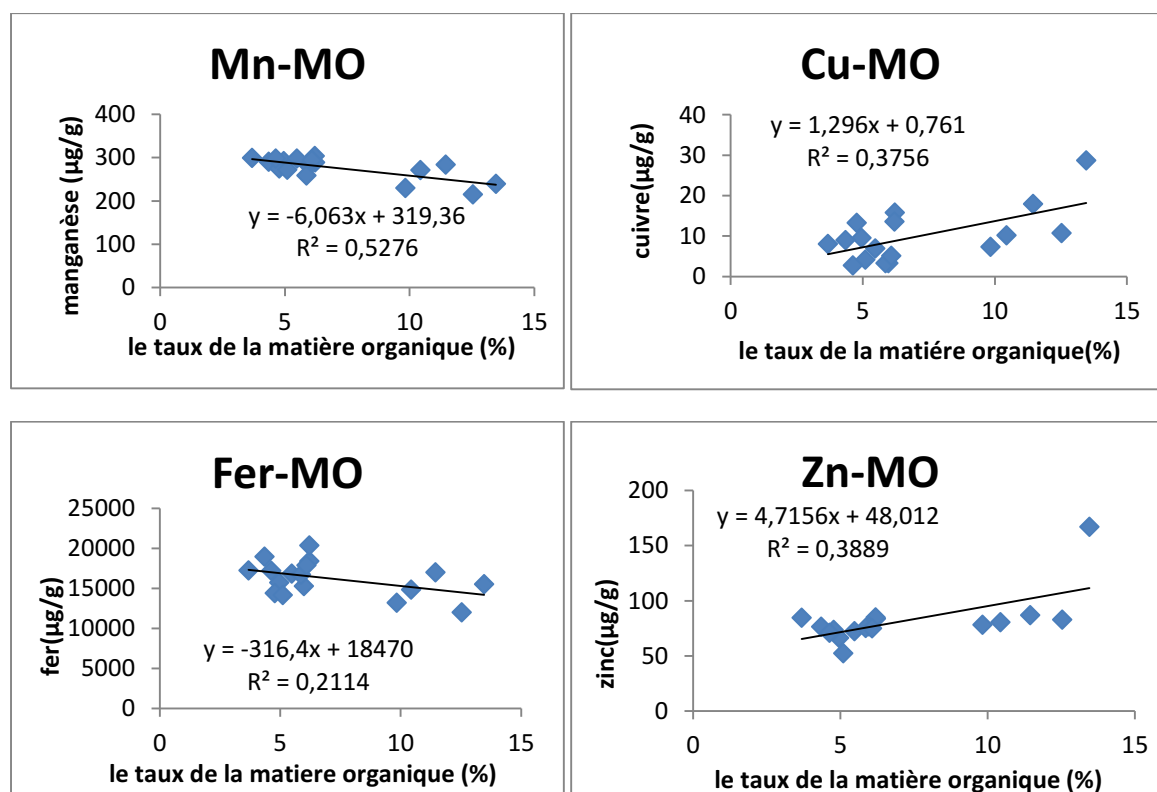 Mn-MO
manganèse (µg/g)
400
300
200
100
0
y = -6,063x + 319,36
R² = 0,5276
0 5 10 15
le taux de la matière organique (%)
Cu-MO
cuivre(µg/g)
40
30
20
10
0
y = 1,296x + 0,761
R² = 0,3756
0 5 10 15
le taux de la matiére organique(%)
Fer-MO
fer(µg/g)
25000
20000
15000
10000
5000
0
y = -316,4x + 18470
R² = 0,2114
0 5 10 15
le taux de la matiere organique (%)
Zn-MO
zinc(µg/g)
200
150
100
50
0
y = 4,7156x + 48,012
R² = 0,3889
0 5 10 15
le taux de la matière organique (%)